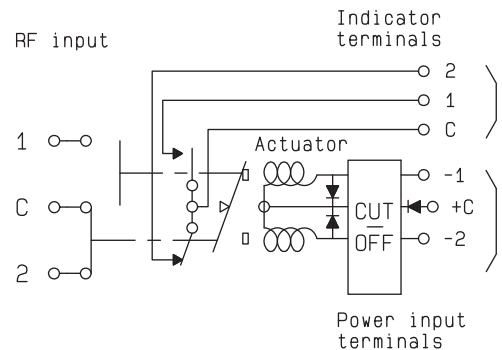 Indicator
terminals
RF input
2
1
C
Actuator
1
-1
C
CUT
OFF
+C
-2
2
Power input
terminals